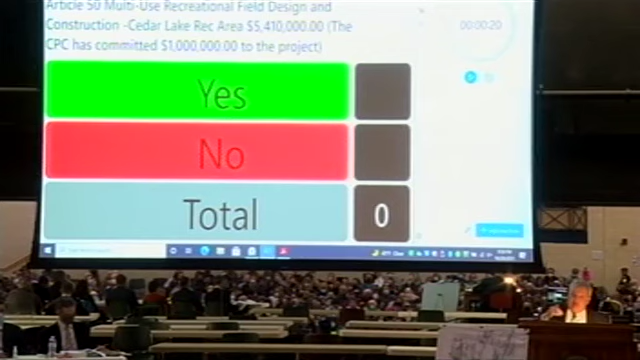 Article 50 Multi-Use Recreational Field Design and
Construction -Cedar Lake Rec Area $5,410,000.00 (The
CPC has committed $1,000,000.00 to the project)
00:00:20
Yes
No
Total 0